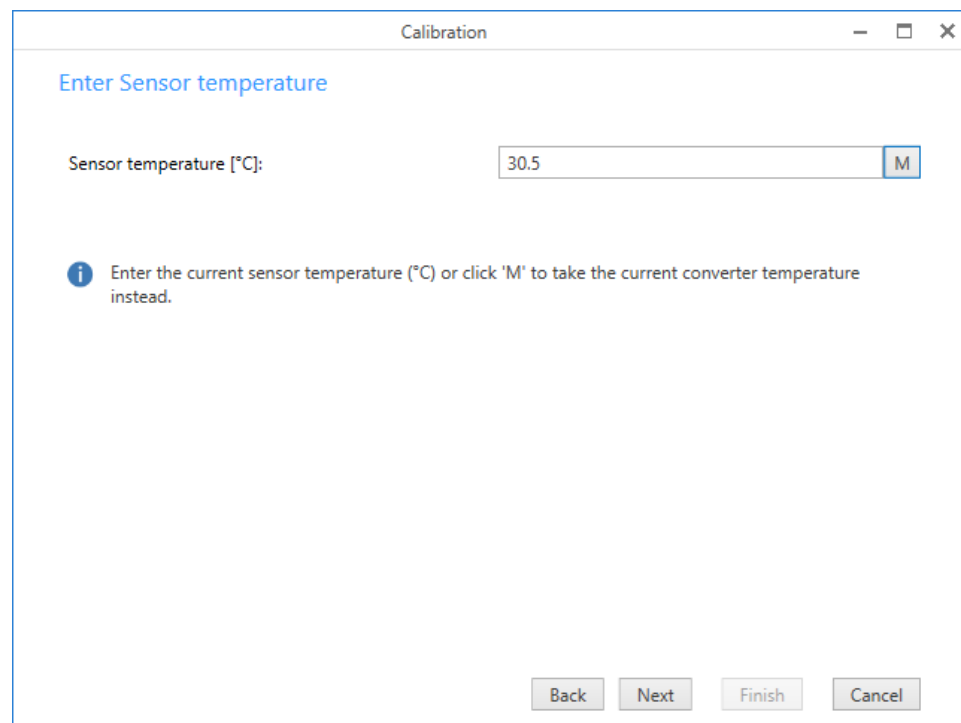 Calibration
Enter Sensor temperature
Sensor temperature [°C]:
30.5
M
Enter the current sensor temperature (°C) or click 'M' to take the current converter temperature
instead.
Back
Next
Finish
Cancel